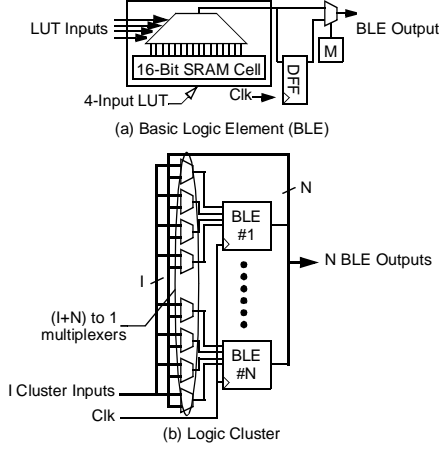 LUT Inputs
BLE Output
M
16-Bit SRAM Cell
DFF
4-Input LUT
Clk
(a) Basic Logic Element (BLE)
N
BLE
#1
I
N BLE Outputs
(I+N) to 1
multiplexers
BLE
#N
I Cluster Inputs
Clk
(b) Logic Cluster